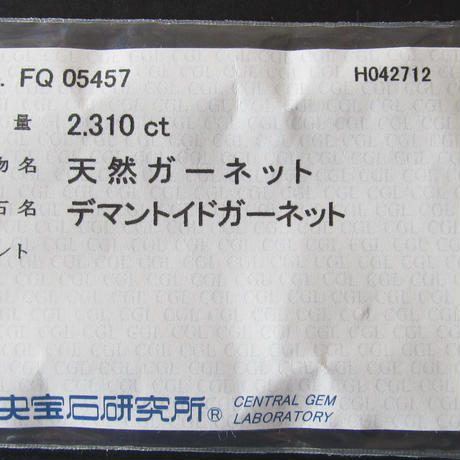 . FQ 05457 H042712
量 2.310 ct
物名 天然ガーネット
石名 デマントイドガーネット
ント
央宝石研究所® CENTRAL GEM
LABORATORY